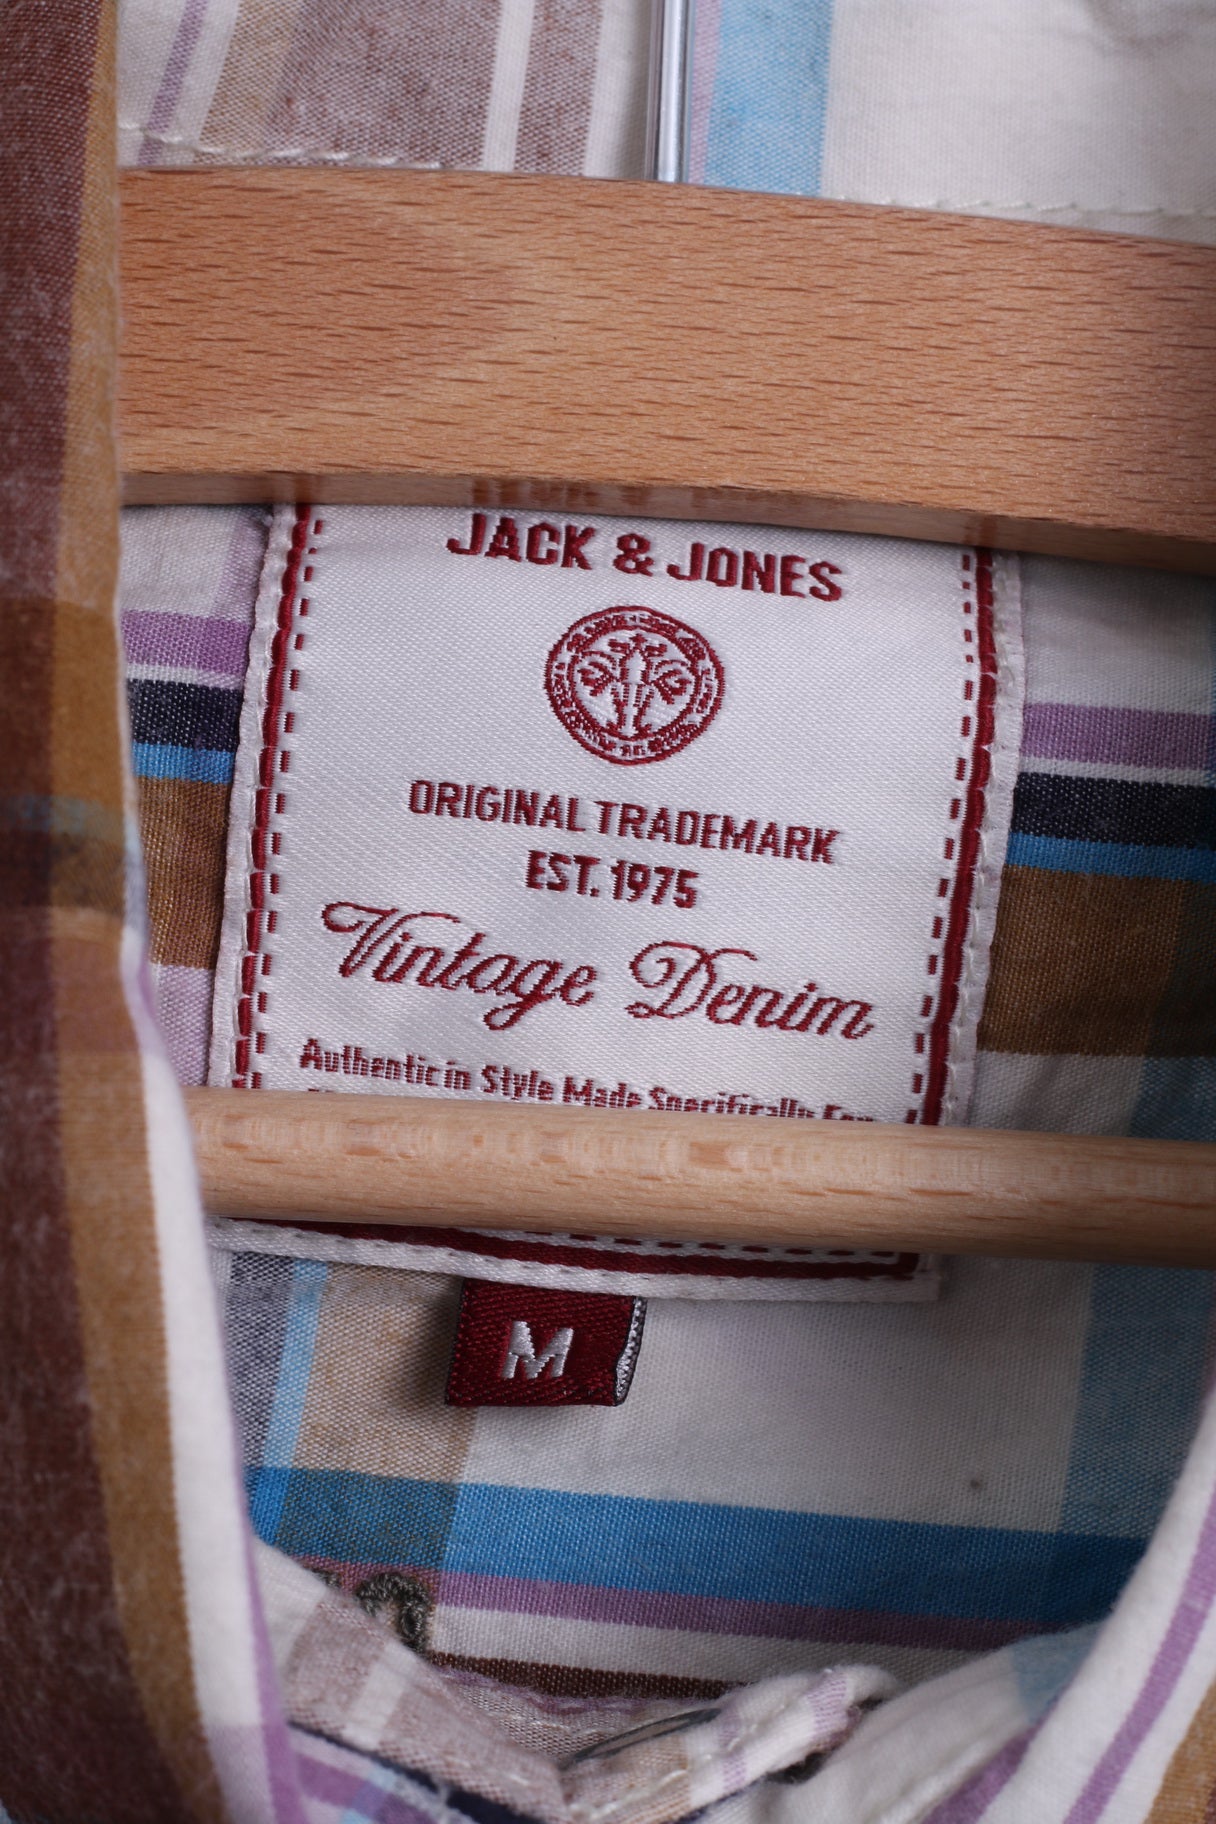 JACK & JONES
ORIGINAL TRADEMARK
EST. 1975
Vintage Denim
Authentic in Style Made Specifically For
M